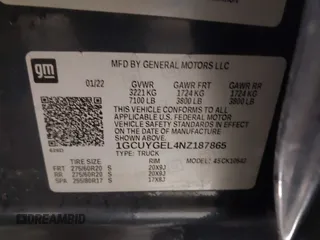 gm
MFD BY GENERAL MOTORS LLC
01/22 GVWR GAWR FRT GAWR RR
3221 KG 1724 KG 1724 KG
7100 LB 3800 LB 3800 LB
THIS VEHICLE CONFORMS TO ALL APPLICABLE
U.S. FEDERAL MOTOR VEHICLE SAFETY
STANDARDS IN EFFECT ON THE DATE OF
MANUFACTURE SHOWN ABOVE.
1GCUYGEL4NZ187865
TYPE: TRUCK MODEL:
TIRE SIZE RIM
FRT 275/60R20 S 20X9J
RR 275/60R20 S 20X9J
SPA 17X8J
DREAMBID